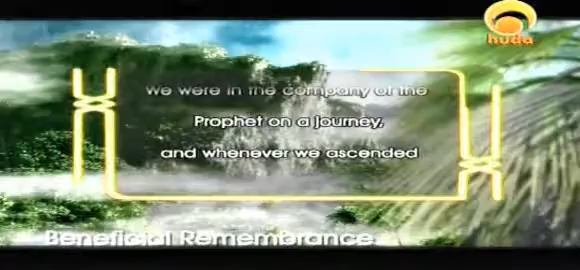 huda
We were in the company of the
Prophet on a journey,
and whenever we ascended
Beneficial Remembrance